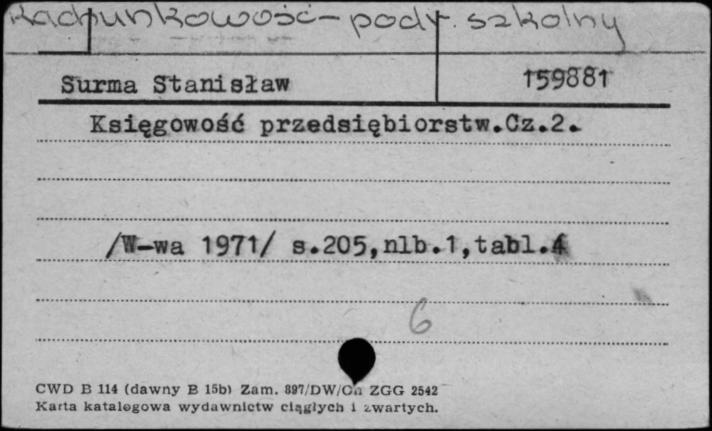 Rachunkowość – podr. szkolny
Surma Stanisław 159881
Księgowość przedsiębiorstw.Cz.2.
/W-wa 1971/ s.205,nlb.1,tabl.4
6
CWD B 114 (dawny B 15b) Zam. 897/DW/Gn ZGG 2542
Karta katalogowa wydawnictw ciągłych i zwartych.